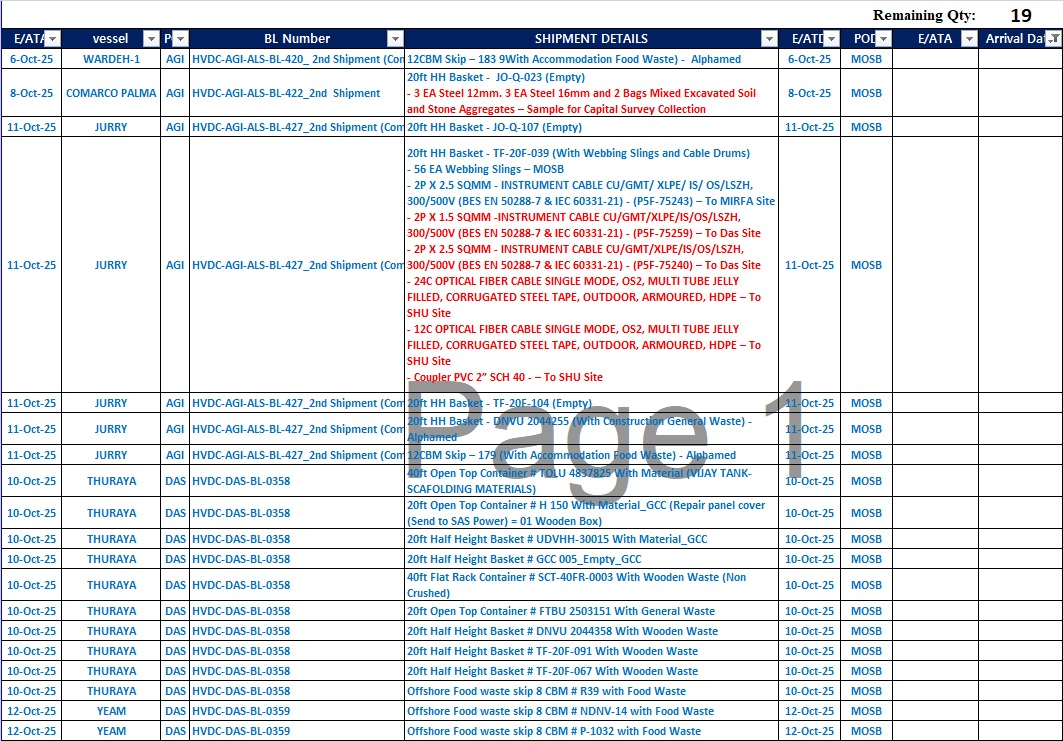 Remaining Qty: 19
E/ATA vessel P BL Number SHIPMENT DETAILS E/ATD POD E/ATA Arrival Da
6-Oct-25 WARDEH-1 AGI HVDC-AGI-ALS-BL-420_ 2nd Shipment (Com 12CBM Skip – 183 9With Accommodation Food Waste) - Alphamed 6-Oct-25 MOSB
20ft HH Basket - JO-Q-023 (Empty)
8-Oct-25 COMARCO PALMA AGI HVDC-AGI-ALS-BL-422_2nd Shipment - 3 EA Steel 12mm. 3 EA Steel 16mm and 2 Bags Mixed Excavated Soil 8-Oct-25 MOSB
and Stone Aggregates – Sample for Capital Survey Collection
11-Oct-25 JURRY AGI HVDC-AGI-ALS-BL-427_2nd Shipment (Com 20ft HH Basket - JO-Q-107 (Empty) 11-Oct-25 MOSB
20ft HH Basket - TF-20F-039 (With Webbing Slings and Cable Drums)
- 56 EA Webbing Slings – MOSB
- 2P X 2.5 SQMM - INSTRUMENT CABLE CU/GMT/ XLPE/ IS/ OS/LSZH,
300/500V (BES EN 50288-7 & IEC 60331-21) - (P5F-75243) – To MIRFA Site
- 2P X 1.5 SQMM -INSTRUMENT CABLE CU/GMT/XLPE/IS/OS/LSZH,
300/500V (BES EN 50288-7 & IEC 60331-21) - (P5F-75259) – To Das Site
- 2P X 2.5 SQMM - INSTRUMENT CABLE CU/GMT/XLPE/IS/OS/LSZH,
11-Oct-25 JURRY AGI HVDC-AGI-ALS-BL-427_2nd Shipment (Com 300/500V (BES EN 50288-7 & IEC 60331-21) - (P5F-75240) – To Das Site 11-Oct-25 MOSB
- 24C OPTICAL FIBER CABLE SINGLE MODE, OS2, MULTI TUBE JELLY
FILLED, CORRUGATED STEEL TAPE, OUTDOOR, ARMOURED, HDPE – To
SHU Site
- 12C OPTICAL FIBER CABLE SINGLE MODE, OS2, MULTI TUBE JELLY
FILLED, CORRUGATED STEEL TAPE, OUTDOOR, ARMOURED, HDPE – To
SHU Site
- Coupler PVC 2” SCH 40 - – To SHU Site
11-Oct-25 JURRY AGI HVDC-AGI-ALS-BL-427_2nd Shipment (Com 20ft HH Basket - TF-20F-104 (Empty) 11-Oct-25 MOSB
11-Oct-25 JURRY AGI HVDC-AGI-ALS-BL-427_2nd Shipment (Com 20ft HH Basket - DNVU 2044255 (With Construction General Waste) - 11-Oct-25 MOSB
Alphamed
Page 1
11-Oct-25 JURRY AGI HVDC-AGI-ALS-BL-427_2nd Shipment (Com 12CBM Skip – 179 (With Accommodation Food Waste) - Alphamed 11-Oct-25 MOSB
10-Oct-25 THURAYA DAS HVDC-DAS-BL-0358 40ft Open Top Container # TOLU 4837825 With Material (VIJAY TANK- 10-Oct-25 MOSB
SCAFOLDING MATERIALS)
10-Oct-25 THURAYA DAS HVDC-DAS-BL-0358 20ft Open Top Container # H 150 With Material_GCC (Repair panel cover 10-Oct-25 MOSB
(Send to SAS Power) = 01 Wooden Box)
10-Oct-25 THURAYA DAS HVDC-DAS-BL-0358 20ft Half Height Basket # UDVHH-30015 With Material_GCC 10-Oct-25 MOSB
10-Oct-25 THURAYA DAS HVDC-DAS-BL-0358 20ft Half Height Basket # GCC 005_Empty_GCC 10-Oct-25 MOSB
10-Oct-25 THURAYA DAS HVDC-DAS-BL-0358 40ft Flat Rack Container # SCT-40FR-0003 With Wooden Waste (Non 10-Oct-25 MOSB
Crushed)
10-Oct-25 THURAYA DAS HVDC-DAS-BL-0358 20ft Open Top Container # FTBU 2503151 With General Waste 10-Oct-25 MOSB
10-Oct-25 THURAYA DAS HVDC-DAS-BL-0358 20ft Half Height Basket # DNVU 2044358 With Wooden Waste 10-Oct-25 MOSB
10-Oct-25 THURAYA DAS HVDC-DAS-BL-0358 20ft Half Height Basket # TF-20F-091 With Wooden Waste 10-Oct-25 MOSB
10-Oct-25 THURAYA DAS HVDC-DAS-BL-0358 20ft Half Height Basket # TF-20F-067 With Wooden Waste 10-Oct-25 MOSB
10-Oct-25 THURAYA DAS HVDC-DAS-BL-0358 Offshore Food waste skip 8 CBM # R39 with Food Waste 10-Oct-25 MOSB
12-Oct-25 YEAM DAS HVDC-DAS-BL-0359 Offshore Food waste skip 8 CBM # NDNV-14 with Food Waste 12-Oct-25 MOSB
12-Oct-25 YEAM DAS HVDC-DAS-BL-0359 Offshore Food waste skip 8 CBM # P-1032 with Food Waste 12-Oct-25 MOSB